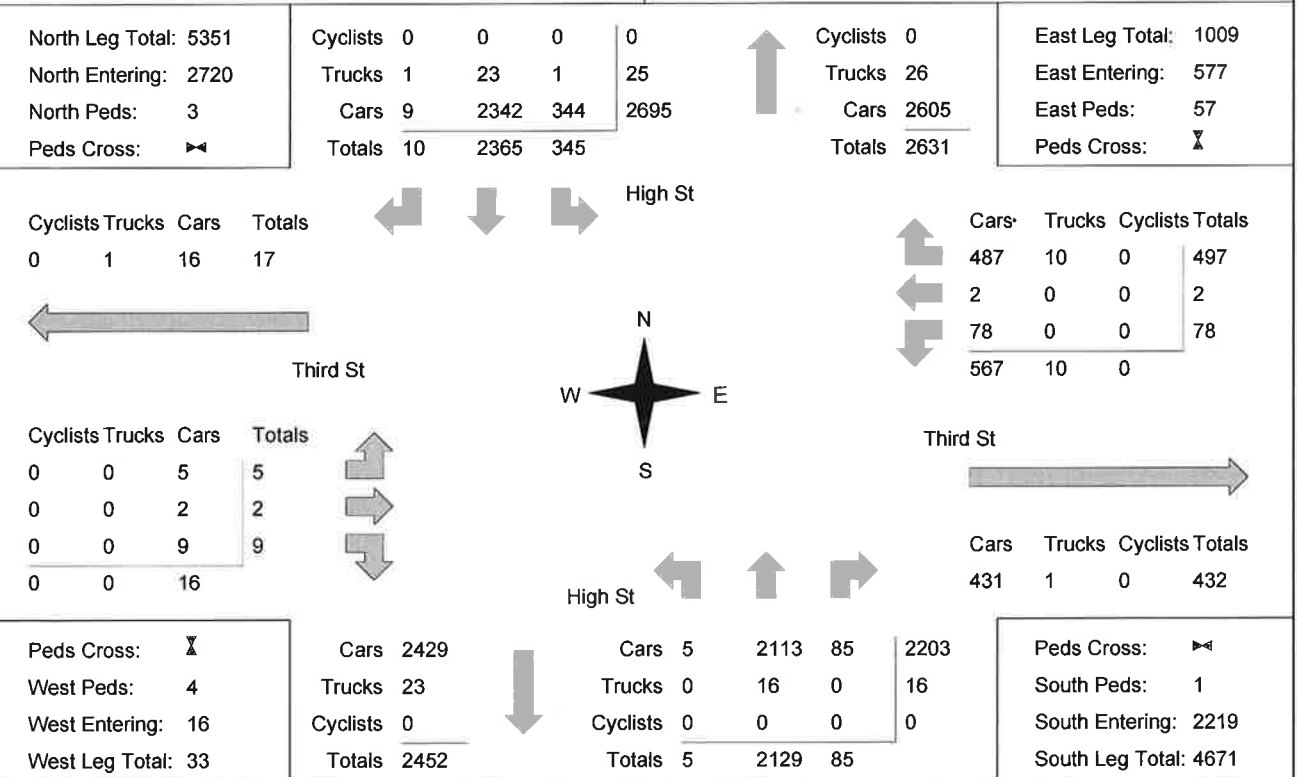 North Leg Total: 5351
North Entering: 2720
North Peds: 3
Peds Cross:
Cyclists 0 0 0 0
Trucks 1 23 1 25
Cars 9 2342 344 2695
Totals 10 2365 345
Cyclists 0
Trucks 26
Cars 2605
Totals 2631
East Leg Total: 1009
East Entering: 577
East Peds: 57
Peds Cross:
High St
Cyclists Trucks Cars Totals
0 1 16 17
Cars Trucks Cyclists Totals
487 10 0 497
2 0 0 2
78 0 0 78
567 10 0
Third St
N
W E
S
Cyclists Trucks Cars Totals
0 0 5 5
0 0 2 2
0 0 9 9
0 0 16
Third St
Cars Trucks Cyclists Totals
431 1 0 432
High St
Peds Cross:
West Peds: 4
West Entering: 16
West Leg Total: 33
Cars 2429
Trucks 23
Cyclists 0
Totals 2452
Cars 5 2113 85 2203
Trucks 0 16 0 16
Cyclists 0 0 0 0
Totals 5 2129 85
Peds Cross:
South Peds: 1
South Entering: 2219
South Leg Total: 4671